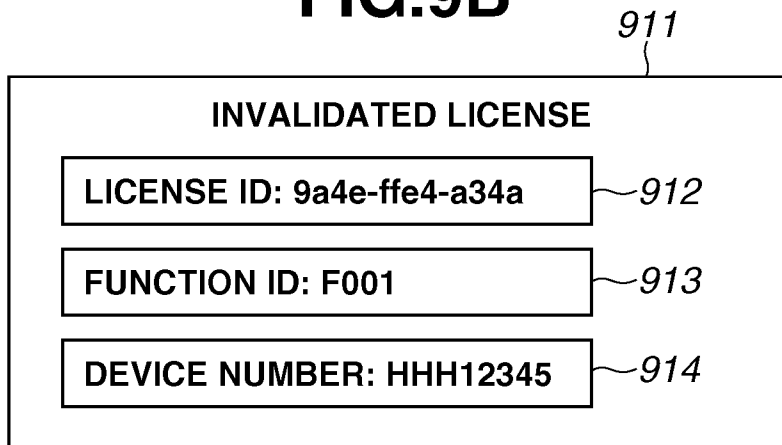 FIG.9B
911
INVALIDATED LICENSE
LICENSE ID: 9a4e-ffe4-a34a
912
FUNCTION ID: F001
913
DEVICE NUMBER: HHH12345
914